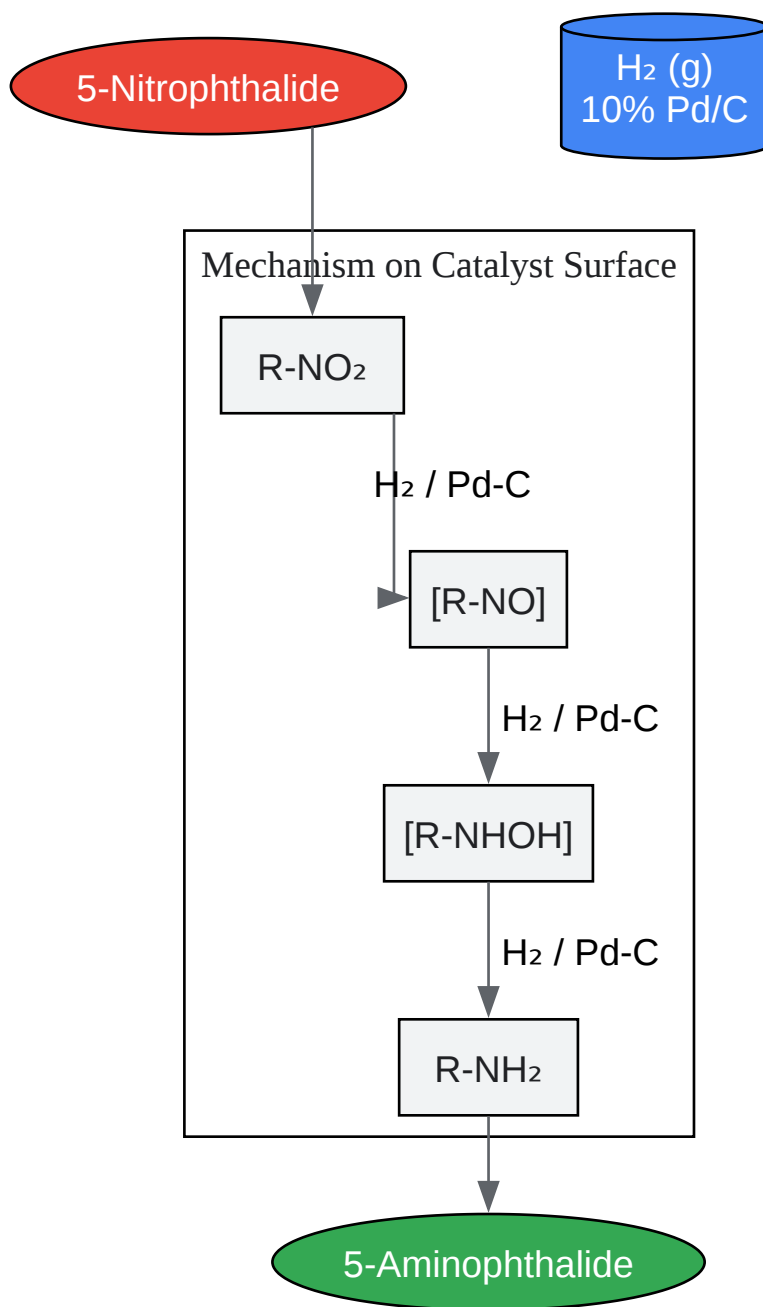 5-Nitrophthalide
H₂ (g)
10% Pd/C
Mechanism on Catalyst Surface
R-NO₂
H₂ / Pd-C
[R-NO]
H₂ / Pd-C
[R-NHOH]
H₂ / Pd-C
R-NH₂
5-Aminophthalide